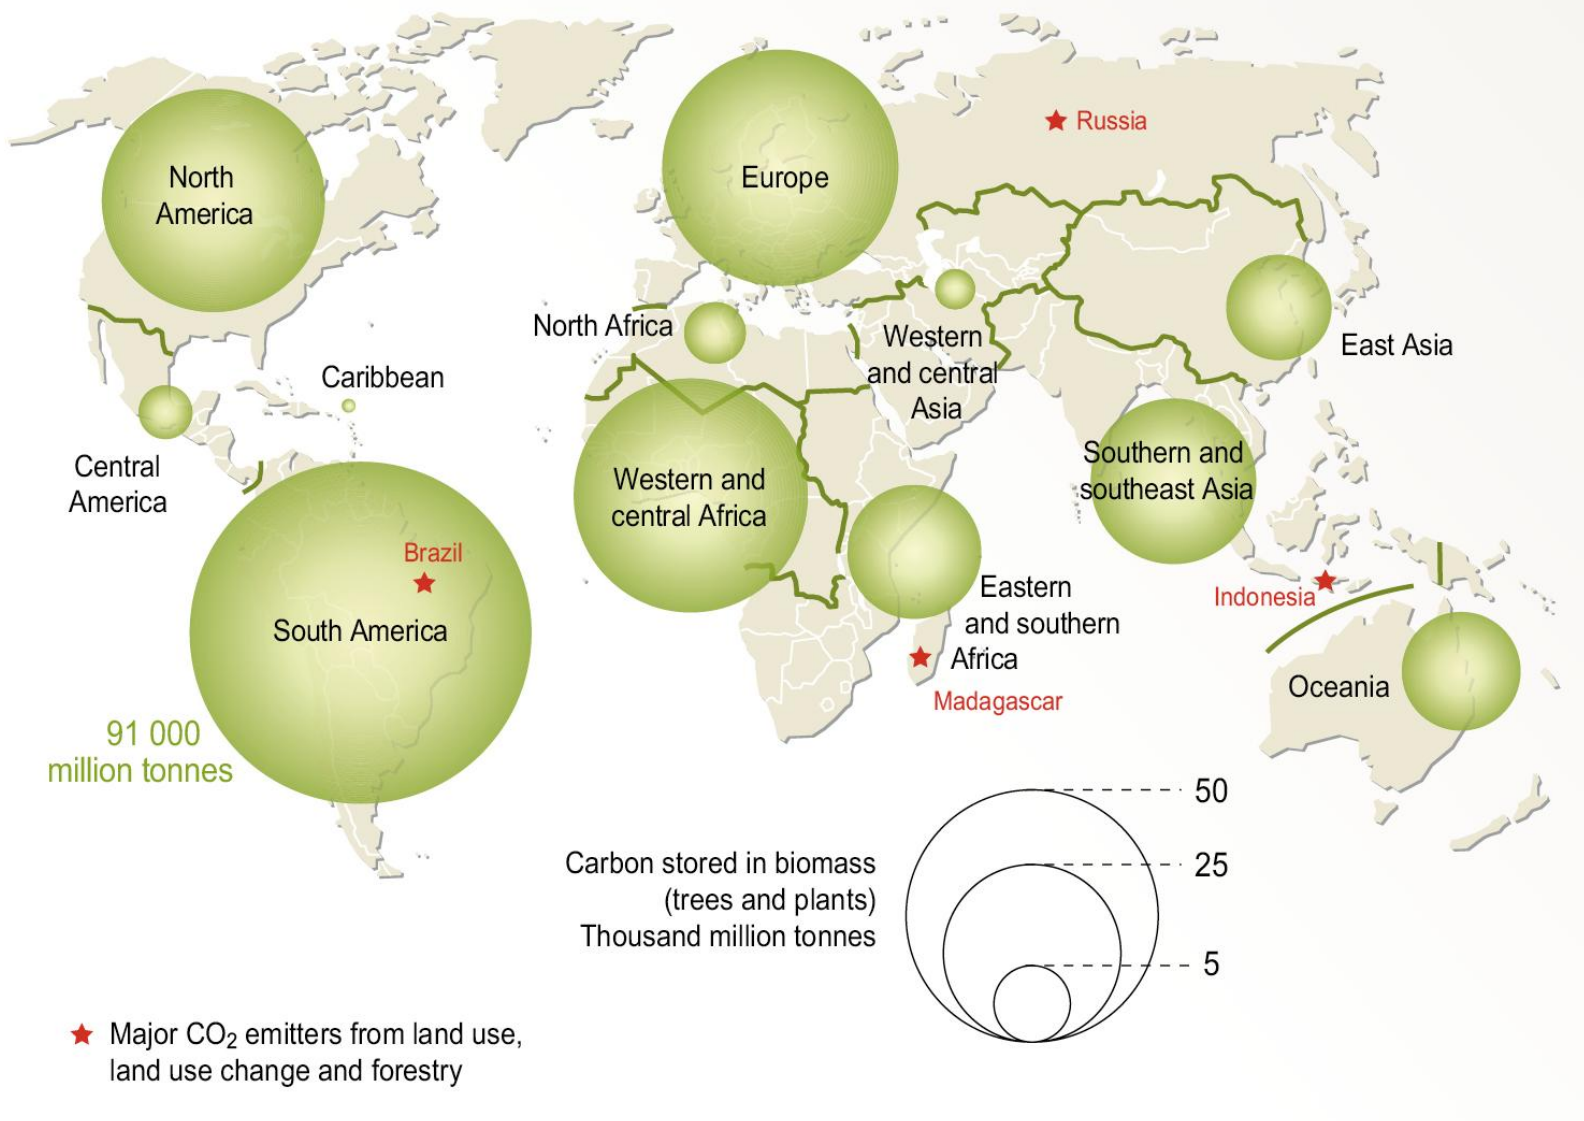 North
America
Europe
Russia
North Africa
Western
and central
Asia
East Asia
Caribbean
Central
America
Western and
central Africa
Southern and
southeast Asia
Brazil
South America
Eastern
and southern
Africa
Madagascar
Indonesia
Oceania
91 000
million tonnes
50
25
5
Carbon stored in biomass
(trees and plants)
Thousand million tonnes
Major CO₂ emitters from land use,
land use change and forestry